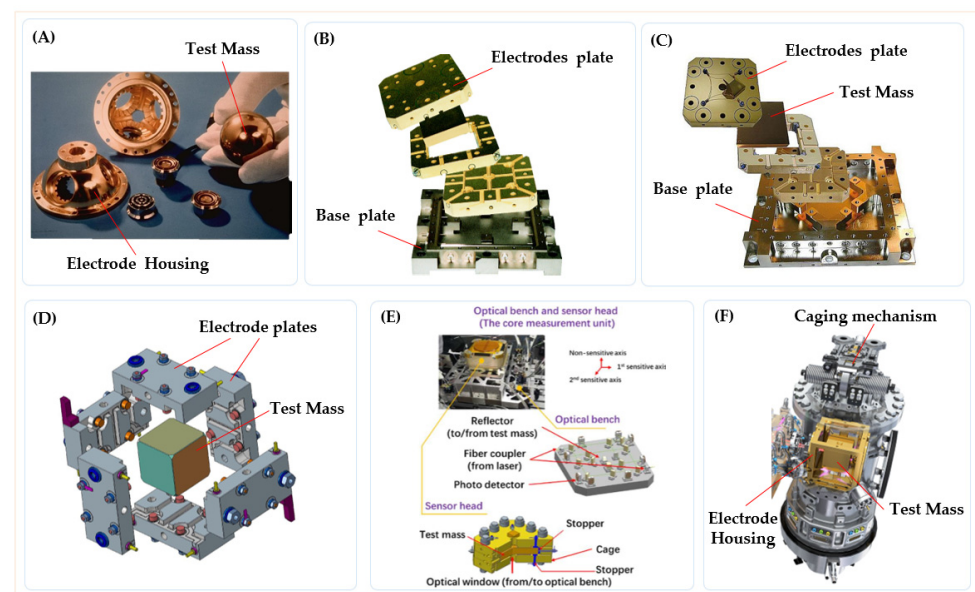 (A)
Test Mass
Electrode Housing
(B)
Electrodes plate
Base plate
(C)
Electrodes plate
Test Mass
Base plate
(D)
Electrode plates
Test Mass
(E)
Optical bench and sensor head
(The core measurement unit)
Non-sensitive axis
1st sensitive axis
2nd sensitive axis
Optical bench
Reflector
(to/from test mass)
Fiber coupler
(from laser)
Photo detector
Sensor head
Test mass
Stopper
Cage
Stopper
Optical window (from/to optical bench)
(F)
Caging mechanism
Electrode
Housing
Test Mass